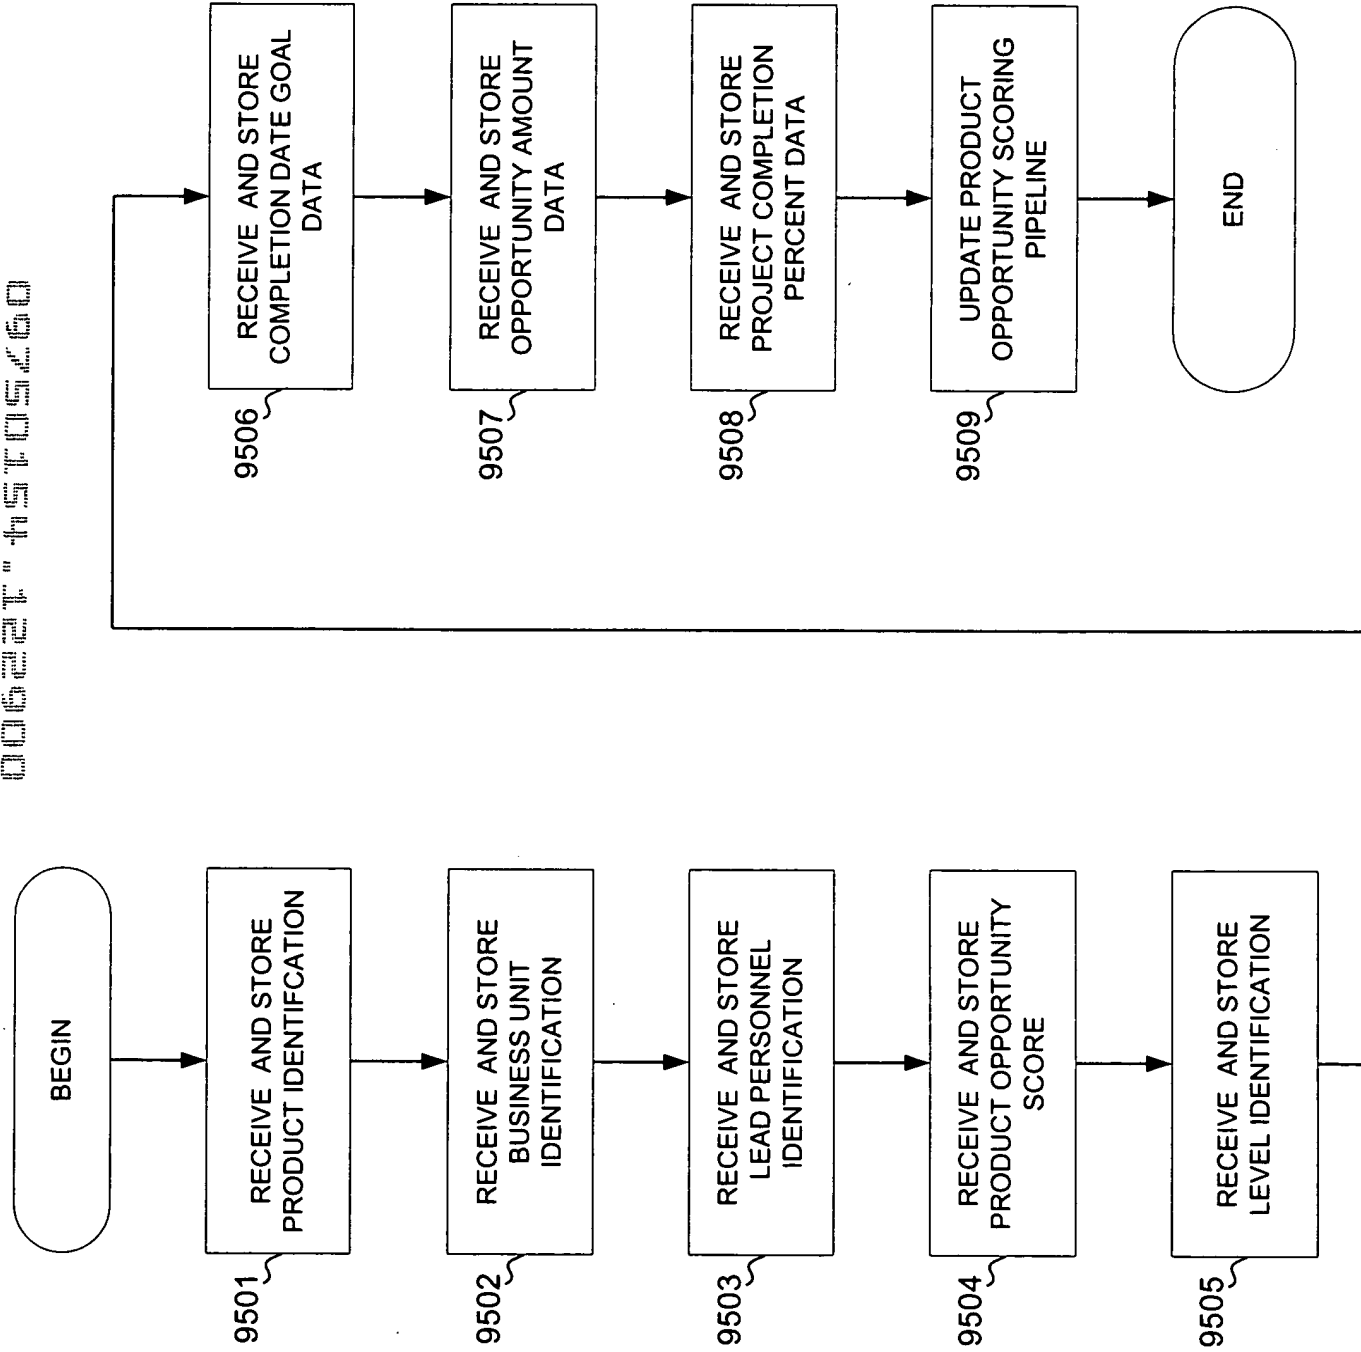 09750154.122900
BEGIN
9501
RECEIVE AND STORE
PRODUCT IDENTIFCATION
9502
RECEIVE AND STORE
BUSINESS UNIT
IDENTIFICATION
9503
RECEIVE AND STORE
LEAD PERSONNEL
IDENTIFICATION
9504
RECEIVE AND STORE
PRODUCT OPPORTUNITY
SCORE
9505
RECEIVE AND STORE
LEVEL IDENTIFICATION
9506
RECEIVE AND STORE
COMPLETION DATE GOAL
DATA
9507
RECEIVE AND STORE
OPPORTUNITY AMOUNT
DATA
9508
RECEIVE AND STORE
PROJECT COMPLETION
PERCENT DATA
9509
UPDATE PRODUCT
OPPORTUNITY SCORING
PIPELINE
END